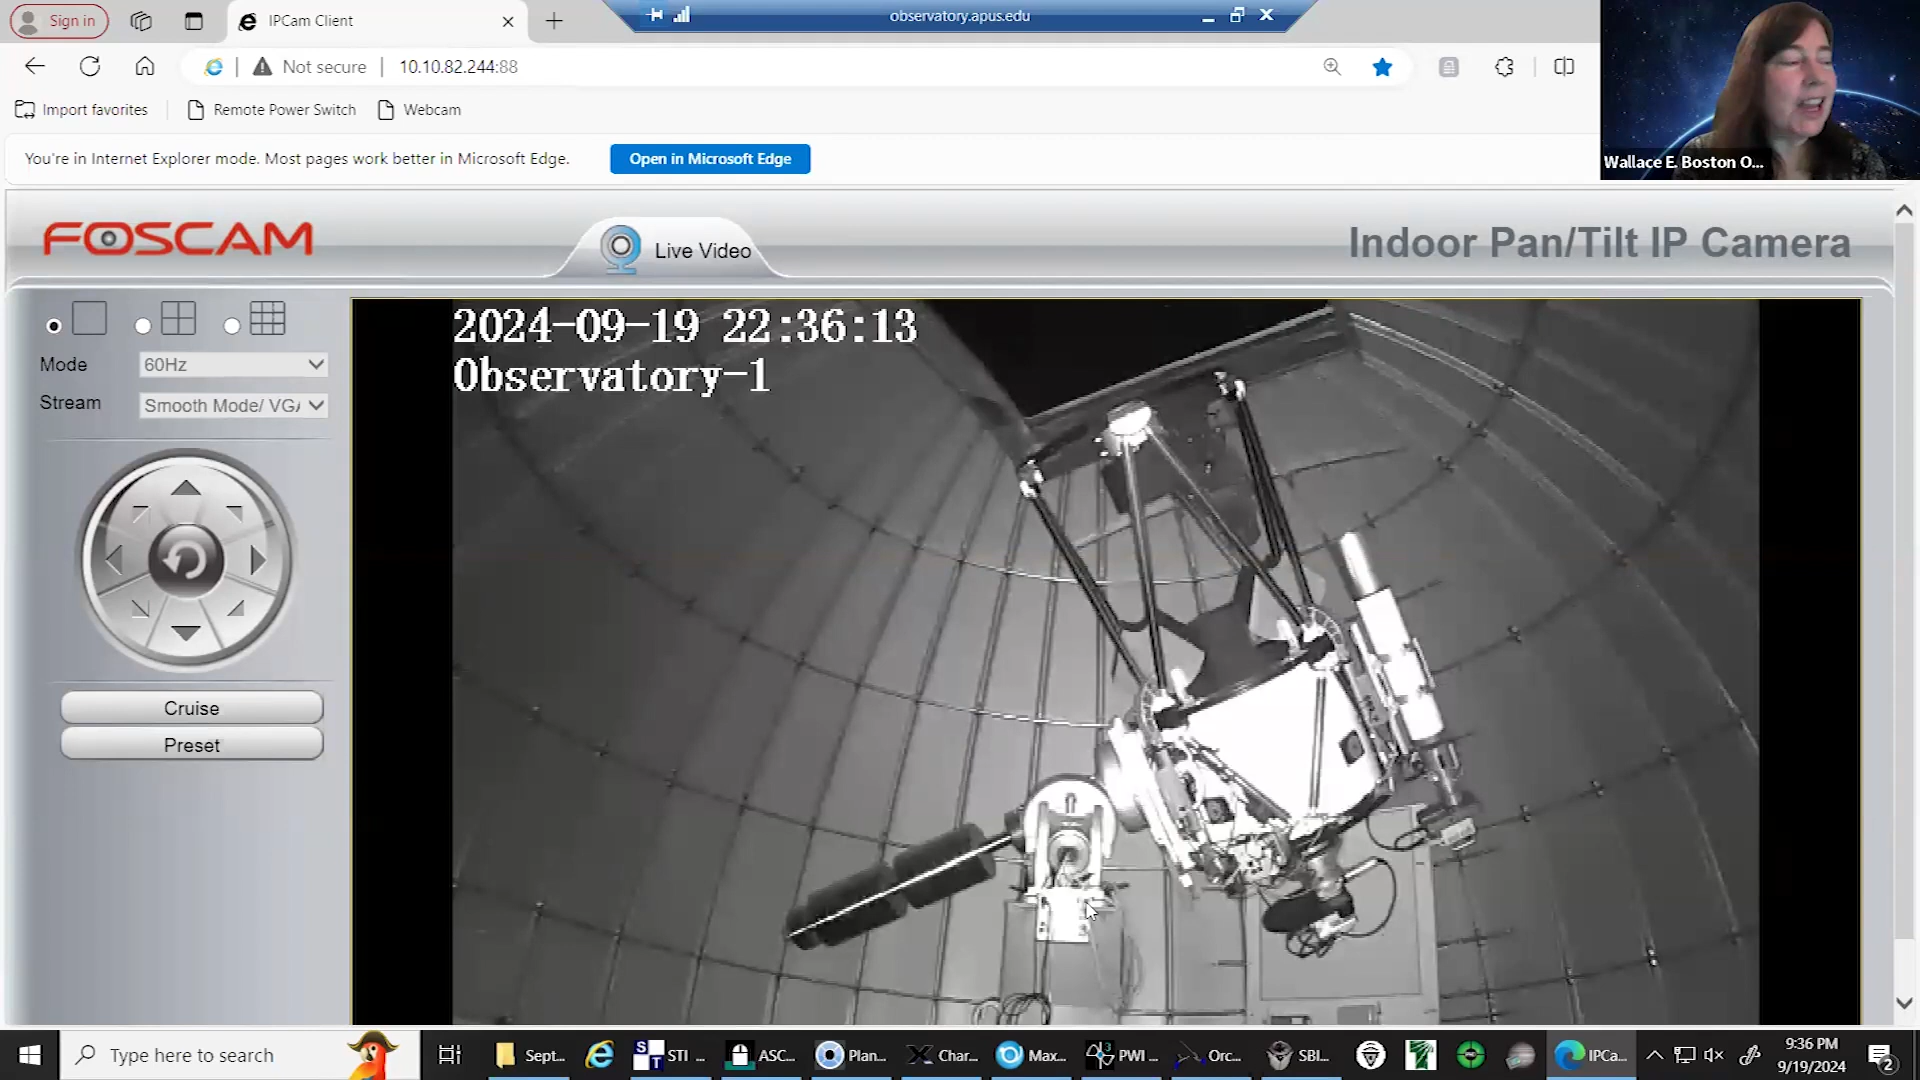 Sign in
IPCam Client
observatory.apus.edu
Not secure
10.10.82.244:88
Import favorites
Remote Power Switch
Webcam
You're in Internet Explorer mode. Most pages work better in Microsoft Edge.
Open in Microsoft Edge
Wallace E. Boston O...
FOSCAM
Live Video
Indoor Pan/Tilt IP Camera
2024-09-19 22:36:13
Observatory-1
Mode
60Hz
Stream
Smooth Mode/ VGA
Cruise
Preset
Type here to search
Sept...
STI ...
ASC...
Plan...
Char...
Max...
PWI ...
Orc...
SBI...
IPCa...
9:36 PM
9/19/2024
2